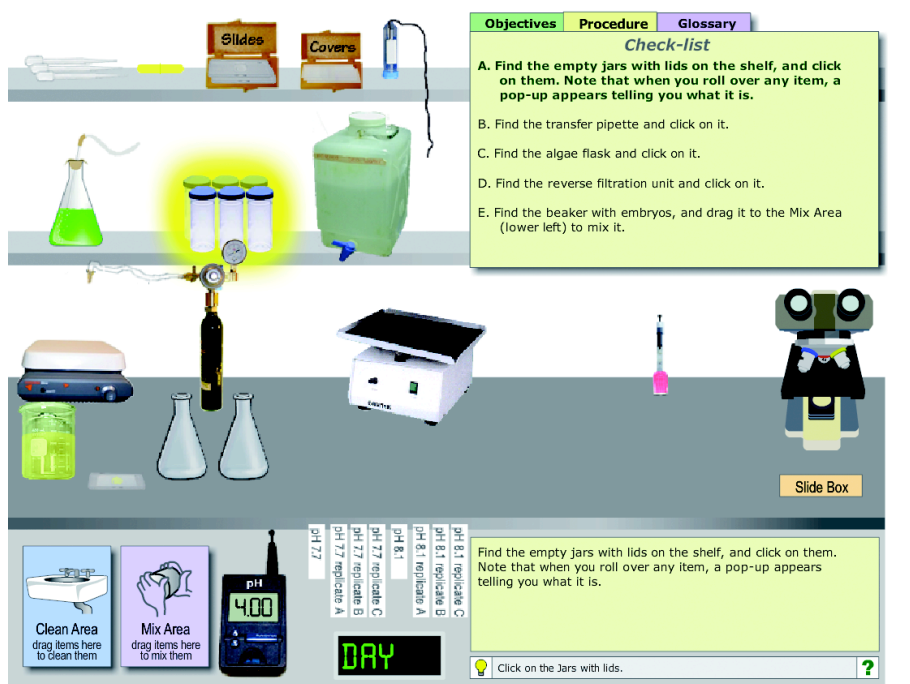 Objectives
Procedure
Glossary
Slides
Covers
Check-list
A. Find the empty jars with lids on the shelf, and click
on them. Note that when you roll over any item, a
pop-up appears telling you what it is.
B. Find the transfer pipette and click on it.
C. Find the algae flask and click on it.
D. Find the reverse filtration unit and click on it.
E. Find the beaker with embryos, and drag it to the Mix Area
(lower left) to mix it.
Slide Box
Clean Area
drag items here
to clean them
Mix Area
drag items here
to mix them
pH
4.00
pH 7.7
pH 7.7 replicate A
pH 7.7 replicate B
pH 7.7 replicate C
pH 8.1
pH 8.1 replicate A
pH 8.1 replicate B
pH 8.1 replicate C
DAY
Find the empty jars with lids on the shelf, and click on them.
Note that when you roll over any item, a pop-up appears
telling you what it is.
Click on the Jars with lids.
?